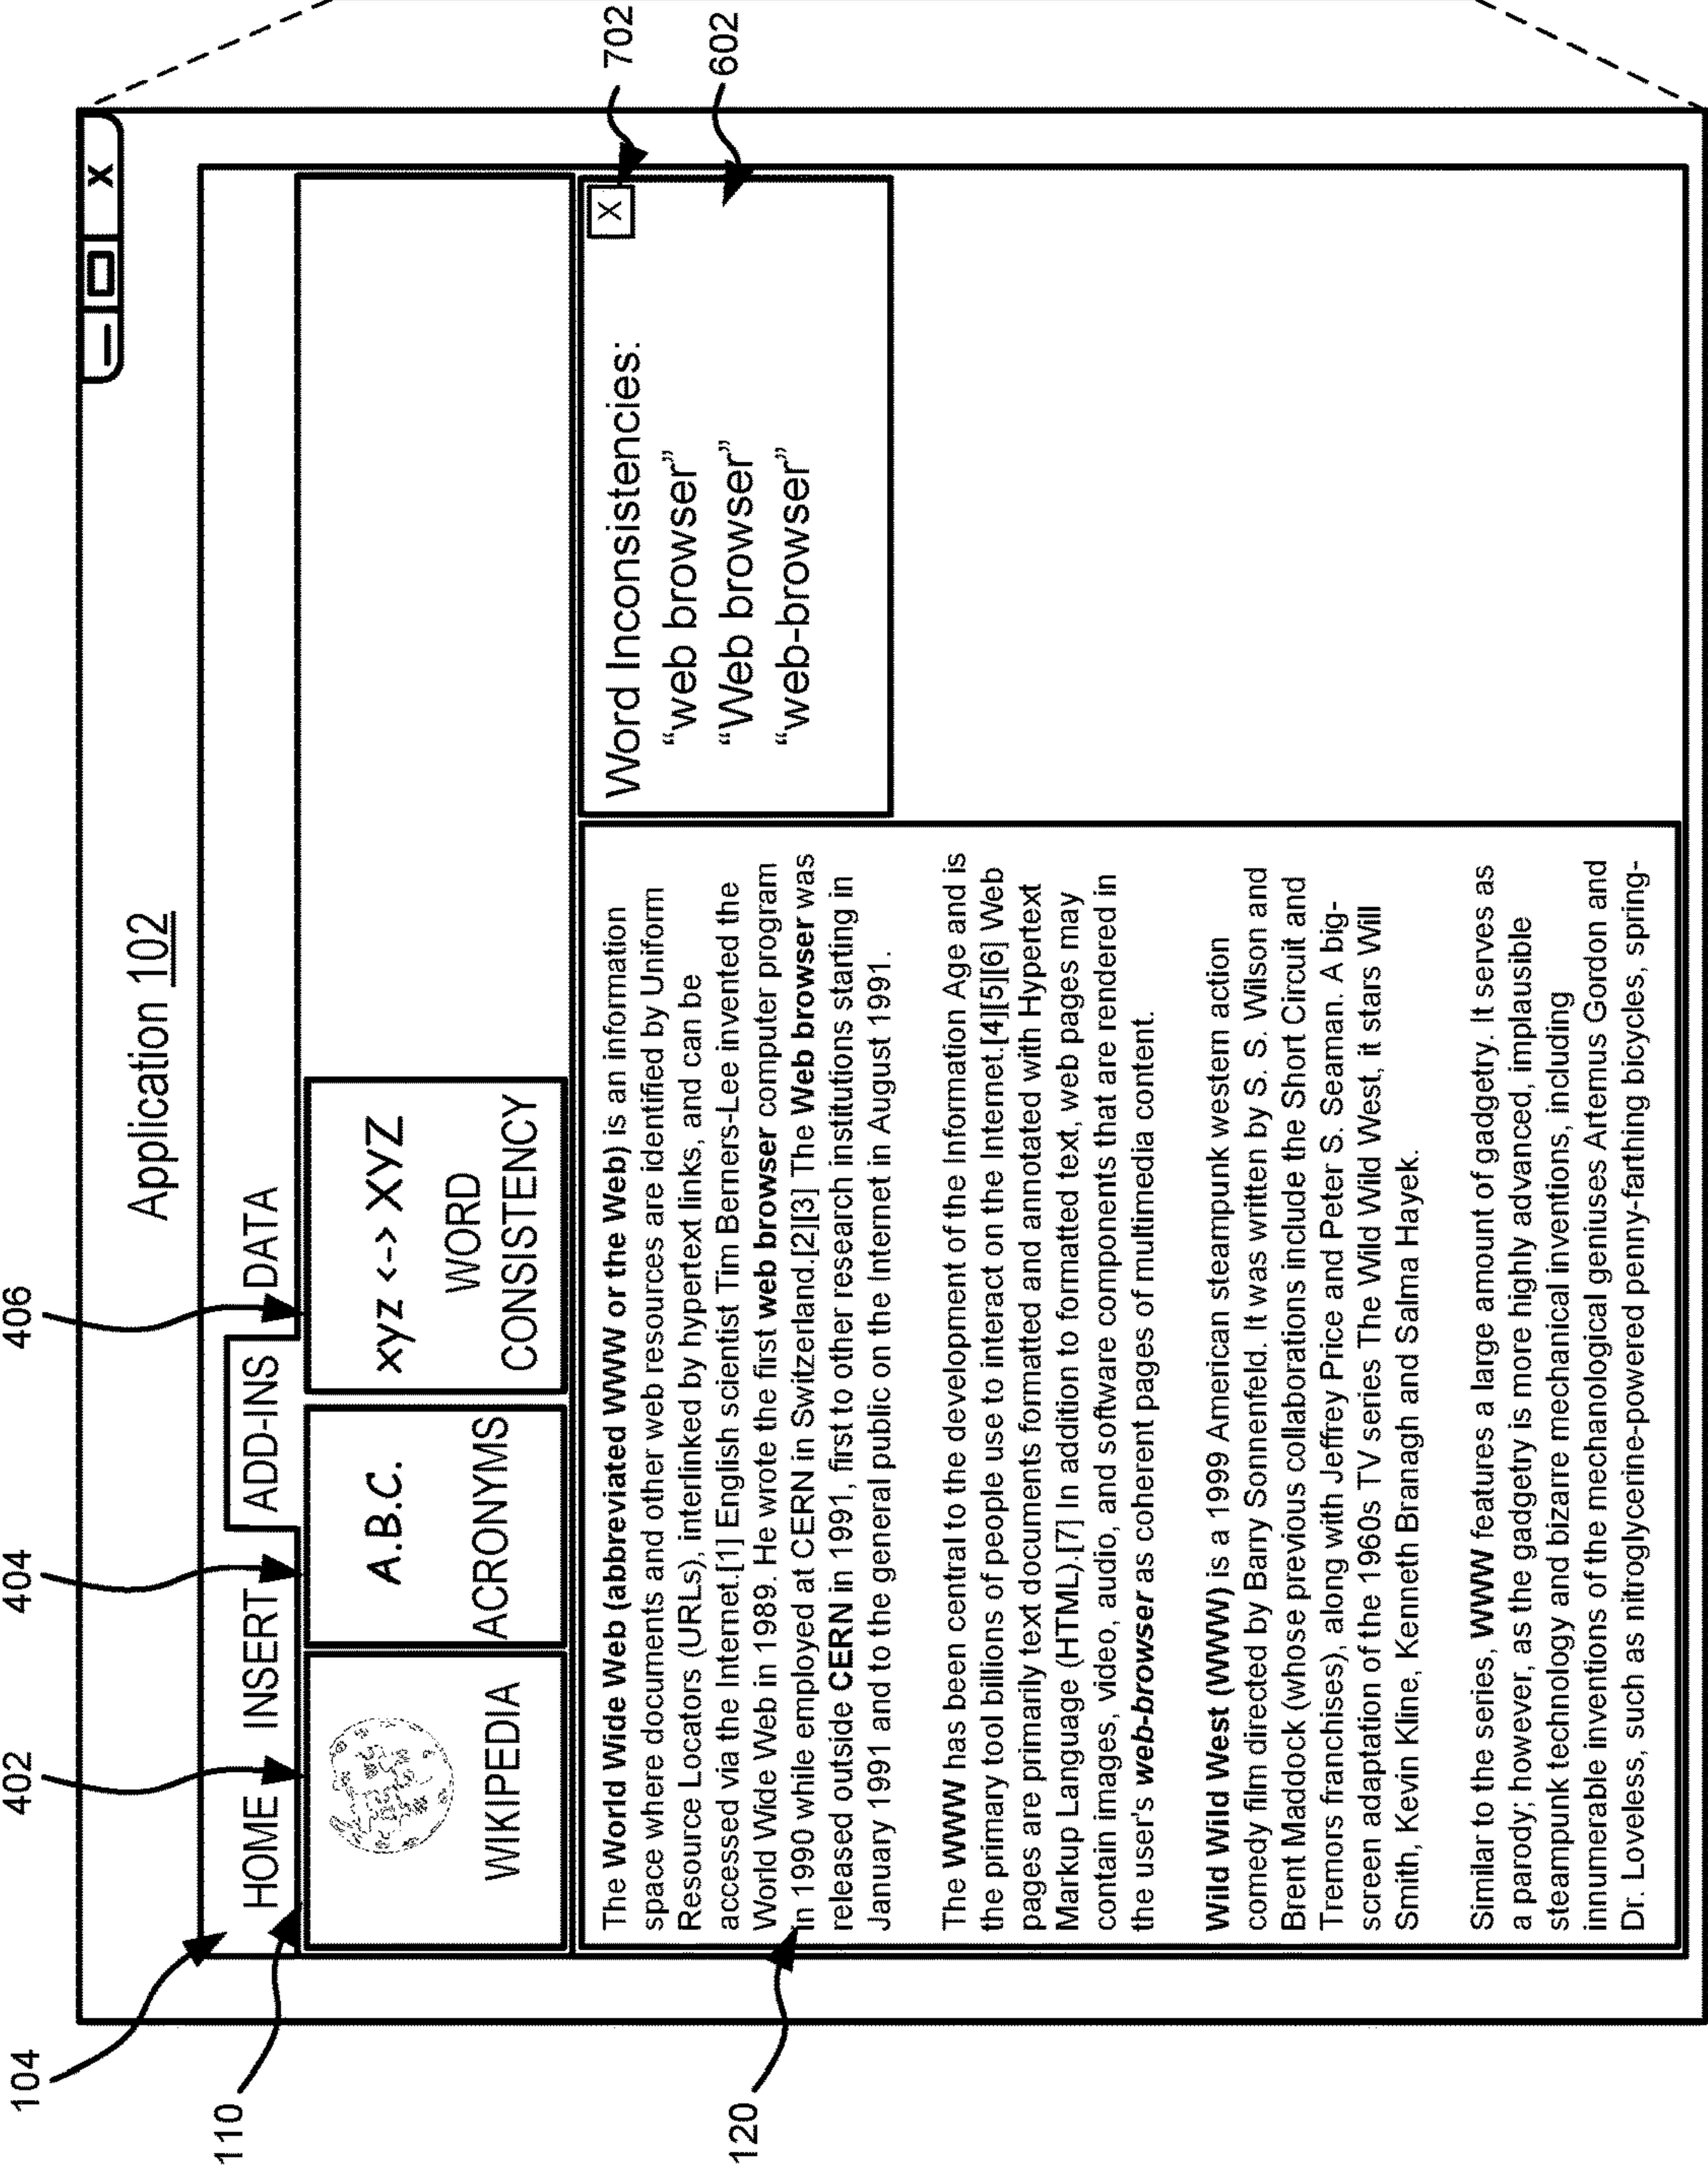 Application 102
_ X
104
402
404
406
HOME INSERT ADD-INS DATA
110
A.B.C.
xyz <-> XYZ
WIKIPEDIA
ACRONYMS
WORD
CONSISTENCY
702
602
120
The World Wide Web (abbreviated WWW or the Web) is an information
space where documents and other web resources are identified by Uniform
Resource Locators (URLs), interlinked by hypertext links, and can be
accessed via the Internet.[1] English scientist Tim Berners-Lee invented the
World Wide Web in 1989. He wrote the first web browser computer program
in 1990 while employed at CERN in Switzerland.[2][3] The Web browser was
released outside CERN in 1991, first to other research institutions starting in
January 1991 and to the general public on the Internet in August 1991.
The WWW has been central to the development of the Information Age and is
the primary tool billions of people use to interact on the Internet.[4][5][6] Web
pages are primarily text documents formatted and annotated with Hypertext
Markup Language (HTML).[7] In addition to formatted text, web pages may
contain images, video, audio, and software components that are rendered in
the user's web-browser as coherent pages of multimedia content.
Wild Wild West (WWW) is a 1999 American steampunk western action
comedy film directed by Barry Sonnenfeld. It was written by S. S. Wilson and
Brent Maddock (whose previous collaborations include the Short Circuit and
Tremors franchises), along with Jeffrey Price and Peter S. Seaman. A big-
screen adaptation of the 1960s TV series The Wild Wild West, it stars Will
Smith, Kevin Kline, Kenneth Branagh and Salma Hayek.
Similar to the series, WWW features a large amount of gadgetry. It serves as
a parody; however, as the gadgetry is more highly advanced, implausible
steampunk technology and bizarre mechanical inventions, including
innumerable inventions of the mechanological geniuses Artemus Gordon and
Dr. Loveless, such as nitroglycerine-powered penny-farthing bicycles, spring-
X
Word Inconsistencies:
“web browser”
“Web browser”
“web-browser”